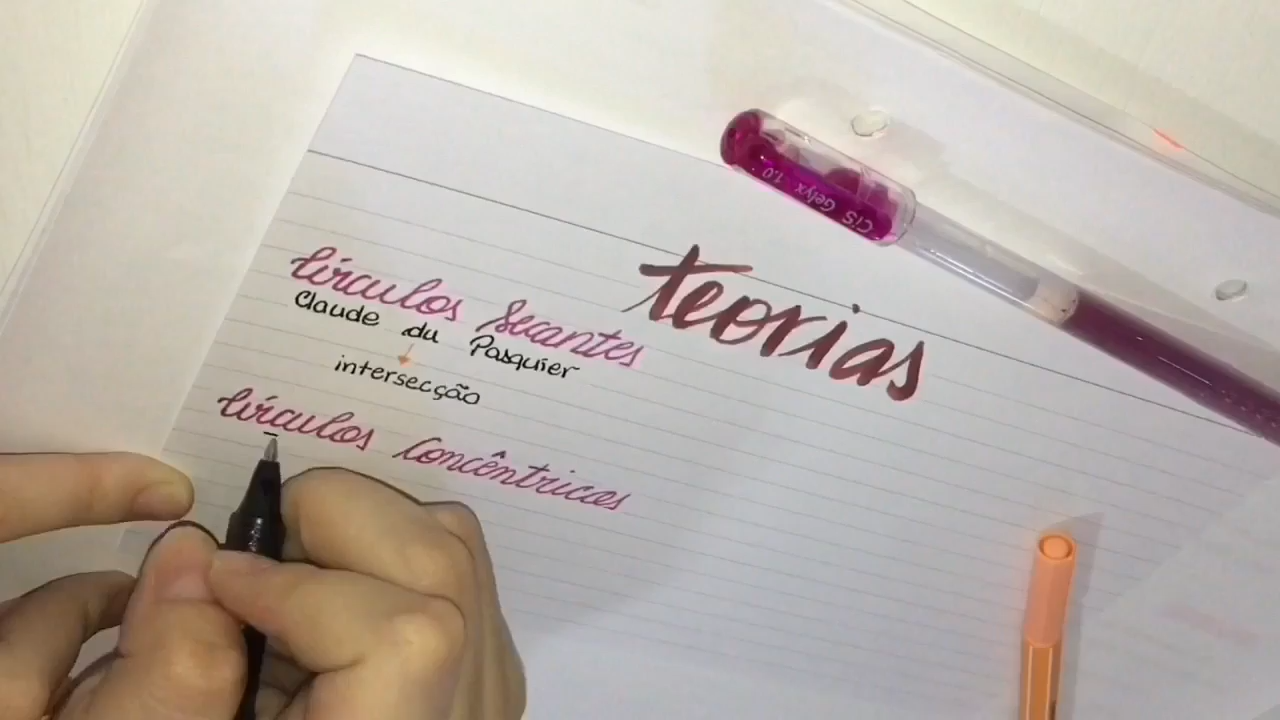 teorias
Círculos Secantes
Claude du Pasquier
intersecção
Círculos Concêntricos
CiS Gelyx 1.0